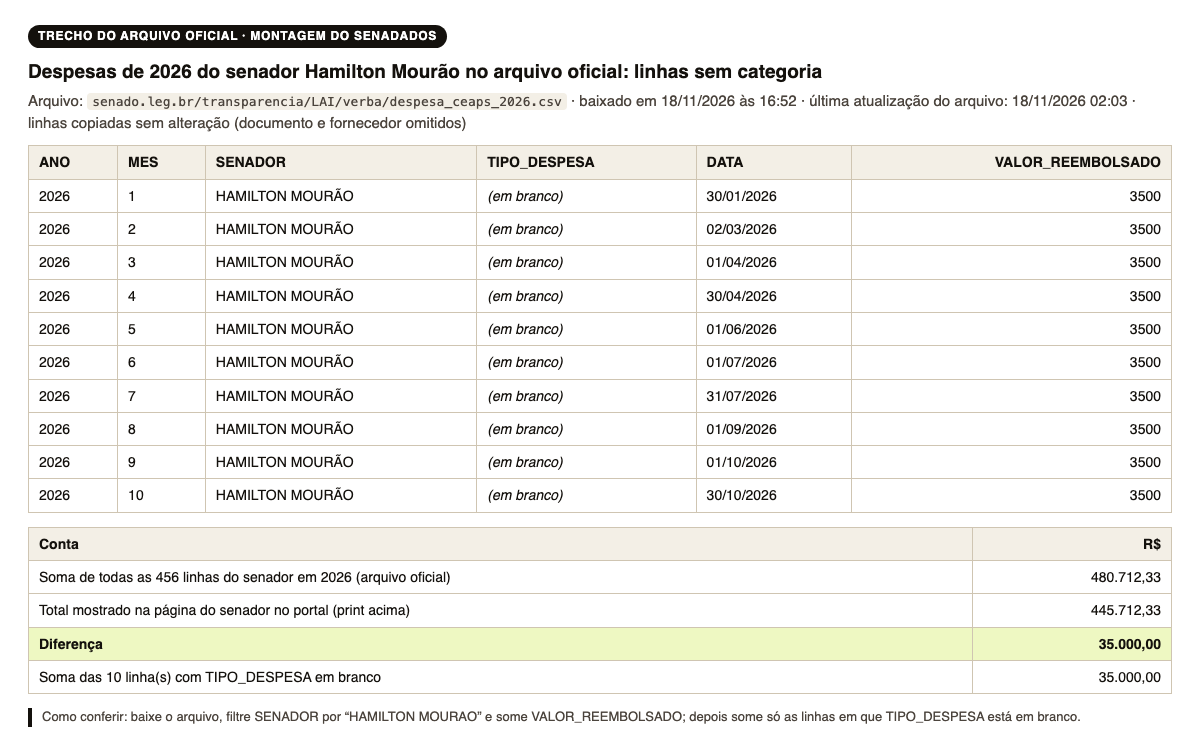 TRECHO DO ARQUIVO OFICIAL · MONTAGEM DO SENADADOS
Despesas de 2026 do senador Hamilton Mourão no arquivo oficial: linhas sem categoria
Arquivo: senado.leg.br/transparencia/LAI/verba/despesa_ceaps_2026.csv · baixado em 18/11/2026 às 16:52 · última atualização do arquivo: 18/11/2026 02:03 ·
linhas copiadas sem alteração (documento e fornecedor omitidos)
ANO MES SENADOR TIPO_DESPESA DATA VALOR_REEMBOLSADO
2026 1 HAMILTON MOURÃO (em branco) 30/01/2026 3500
2026 2 HAMILTON MOURÃO (em branco) 02/03/2026 3500
2026 3 HAMILTON MOURÃO (em branco) 01/04/2026 3500
2026 4 HAMILTON MOURÃO (em branco) 30/04/2026 3500
2026 5 HAMILTON MOURÃO (em branco) 01/06/2026 3500
2026 6 HAMILTON MOURÃO (em branco) 01/07/2026 3500
2026 7 HAMILTON MOURÃO (em branco) 31/07/2026 3500
2026 8 HAMILTON MOURÃO (em branco) 01/09/2026 3500
2026 9 HAMILTON MOURÃO (em branco) 01/10/2026 3500
2026 10 HAMILTON MOURÃO (em branco) 30/10/2026 3500
Conta R$
Soma de todas as 456 linhas do senador em 2026 (arquivo oficial) 480.712,33
Total mostrado na página do senador no portal (print acima) 445.712,33
Diferença 35.000,00
Soma das 10 linha(s) com TIPO_DESPESA em branco 35.000,00
Como conferir: baixe o arquivo, filtre SENADOR por “HAMILTON MOURAO” e some VALOR_REEMBOLSADO; depois some só as linhas em que TIPO_DESPESA está em branco.